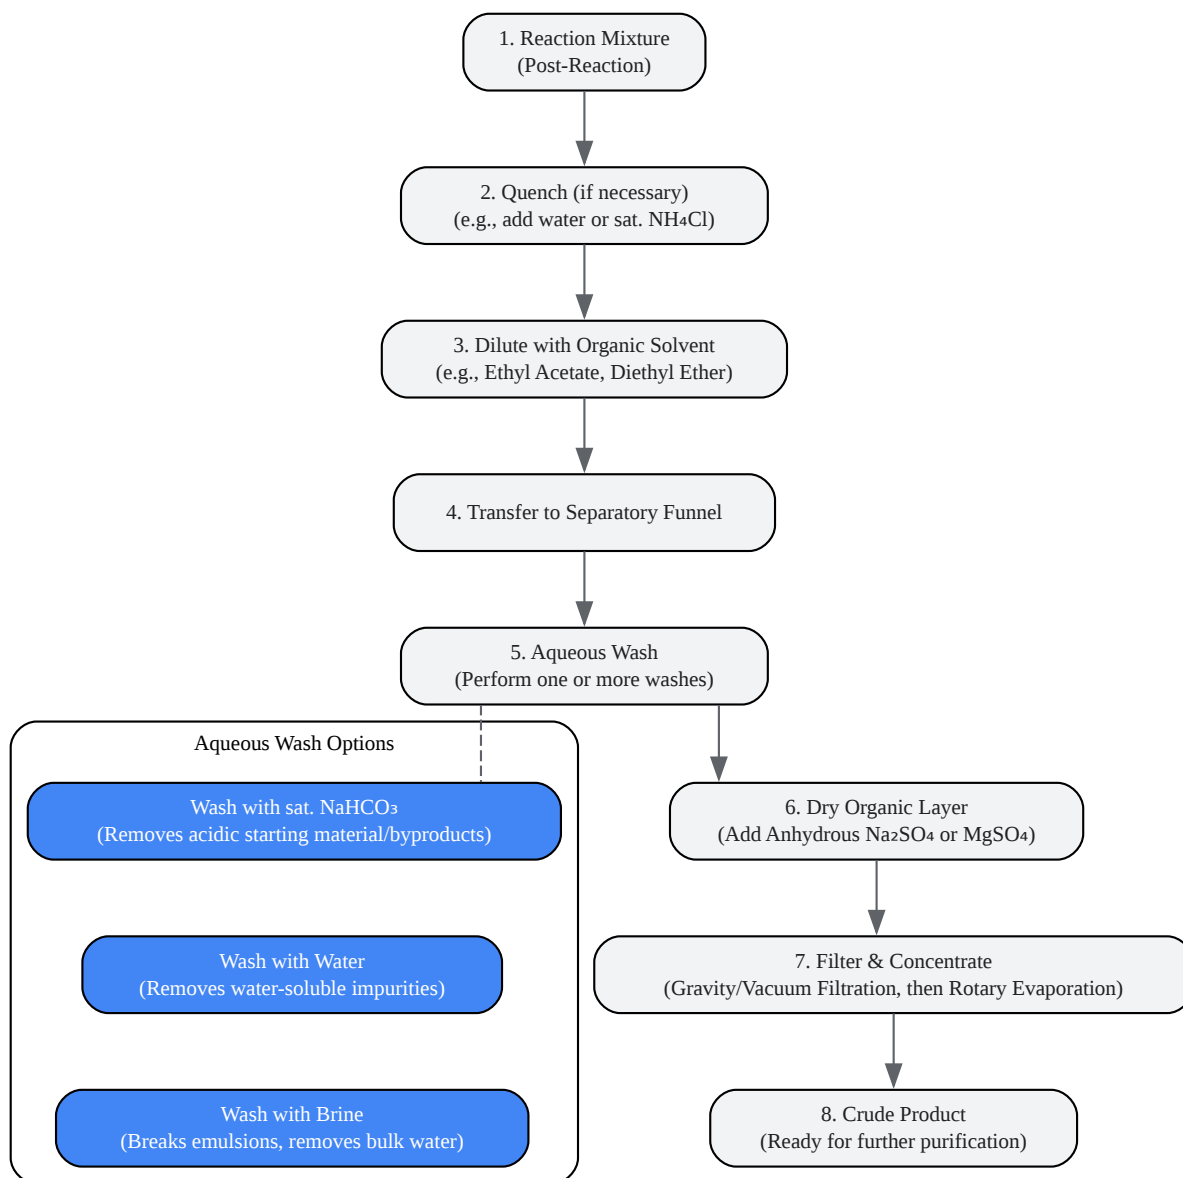 1. Reaction Mixture
(Post-Reaction)
2. Quench (if necessary)
(e.g., add water or sat. NH₄Cl)
3. Dilute with Organic Solvent
(e.g., Ethyl Acetate, Diethyl Ether)
4. Transfer to Separatory Funnel
5. Aqueous Wash
(Perform one or more washes)
Aqueous Wash Options
Wash with sat. NaHCO₃
(Removes acidic starting material/byproducts)
Wash with Water
(Removes water-soluble impurities)
Wash with Brine
(Breaks emulsions, removes bulk water)
6. Dry Organic Layer
(Add Anhydrous Na₂SO₄ or MgSO₄)
7. Filter & Concentrate
(Gravity/Vacuum Filtration, then Rotary Evaporation)
8. Crude Product
(Ready for further purification)